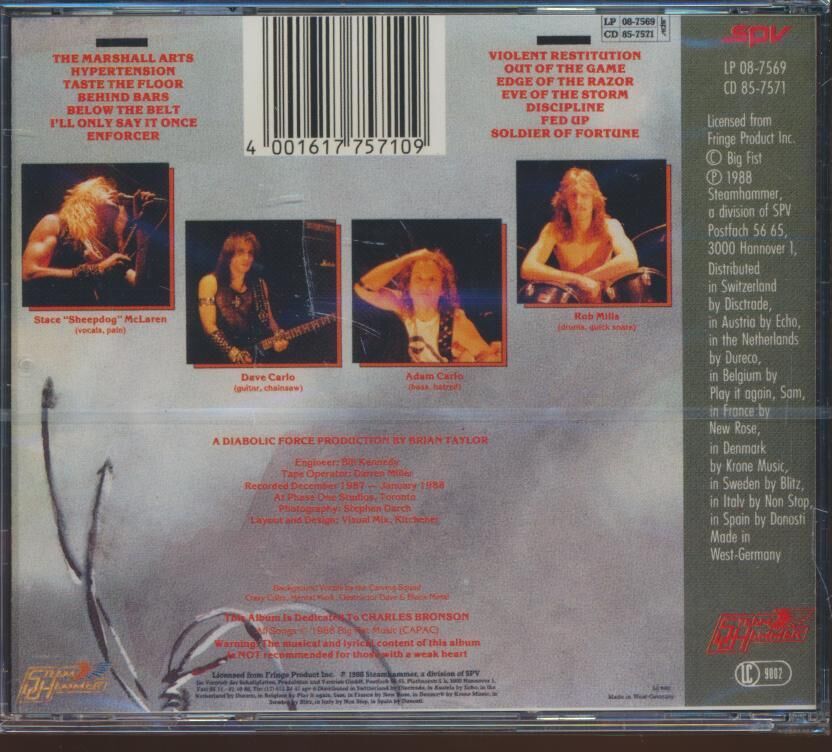 THE MARSHALL ARTS
HYPERTENSION
TASTE THE FLOOR
BEHIND BARS
BELOW THE BELT
I'LL ONLY SAY IT ONCE
ENFORCER
4 001617 757109
LP 08-7569
CD 85-7571
VIOLENT RESTITUTION
OUT OF THE GAME
EDGE OF THE RAZOR
EVE OF THE STORM
DISCIPLINE
FED UP
SOLDIER OF FORTUNE
Stace "Sheepdog" McLaren
(vocals, pain)
Dave Carlo
(guitar, chainsaw)
Adam Carlo
(bass, hatred)
Rob Mills
(drums, quick snare)
A DIABOLIC FORCE PRODUCTION BY BRIAN TAYLOR
Engineer: Bill Kennedy
Tape Operator: Darren Millar
Recorded December 1987 — January 1988
At Phase One Studios, Toronto
Photography: Stephen Darch
Layout and Design: Visual Mix, Kitchener
Background Vocals by the Carving Squad
This Album Is Dedicated To CHARLES BRONSON
All Songs © 1988 Big Fist Music (CAPAC)
Warning: The musical and lyrical content of this album
is NOT recommended for those with a weak heart
Licensed from Fringe Product Inc. ℗ 1988 Steamhammer, a division of SPV
Made in West-Germany
STEAM
HAMMER
spv
LP 08-7569
CD 85-7571
Licensed from
Fringe Product Inc.
© Big Fist
℗ 1988
Steamhammer,
a division of SPV
Postfach 56 65,
3000 Hannover 1,
Distributed
in Switzerland
by Disctrade,
in Austria by Echo,
in the Netherlands
by Dureco,
in Belgium by
Play it again, Sam,
in France by
New Rose,
in Denmark
by Krone Music,
in Sweden by Blitz,
in Italy by Non Stop,
in Spain by Donosti
Made in
West-Germany
STEAM
HAMMER
LC 9002